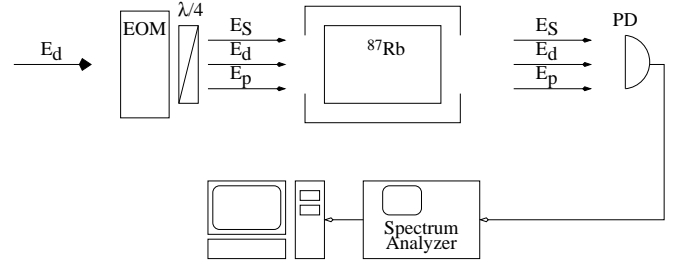 λ/4
EOM
E_d
E_S
E_d
E_p
⁸⁷Rb
E_S
E_d
E_p
PD
Spectrum
Analyzer